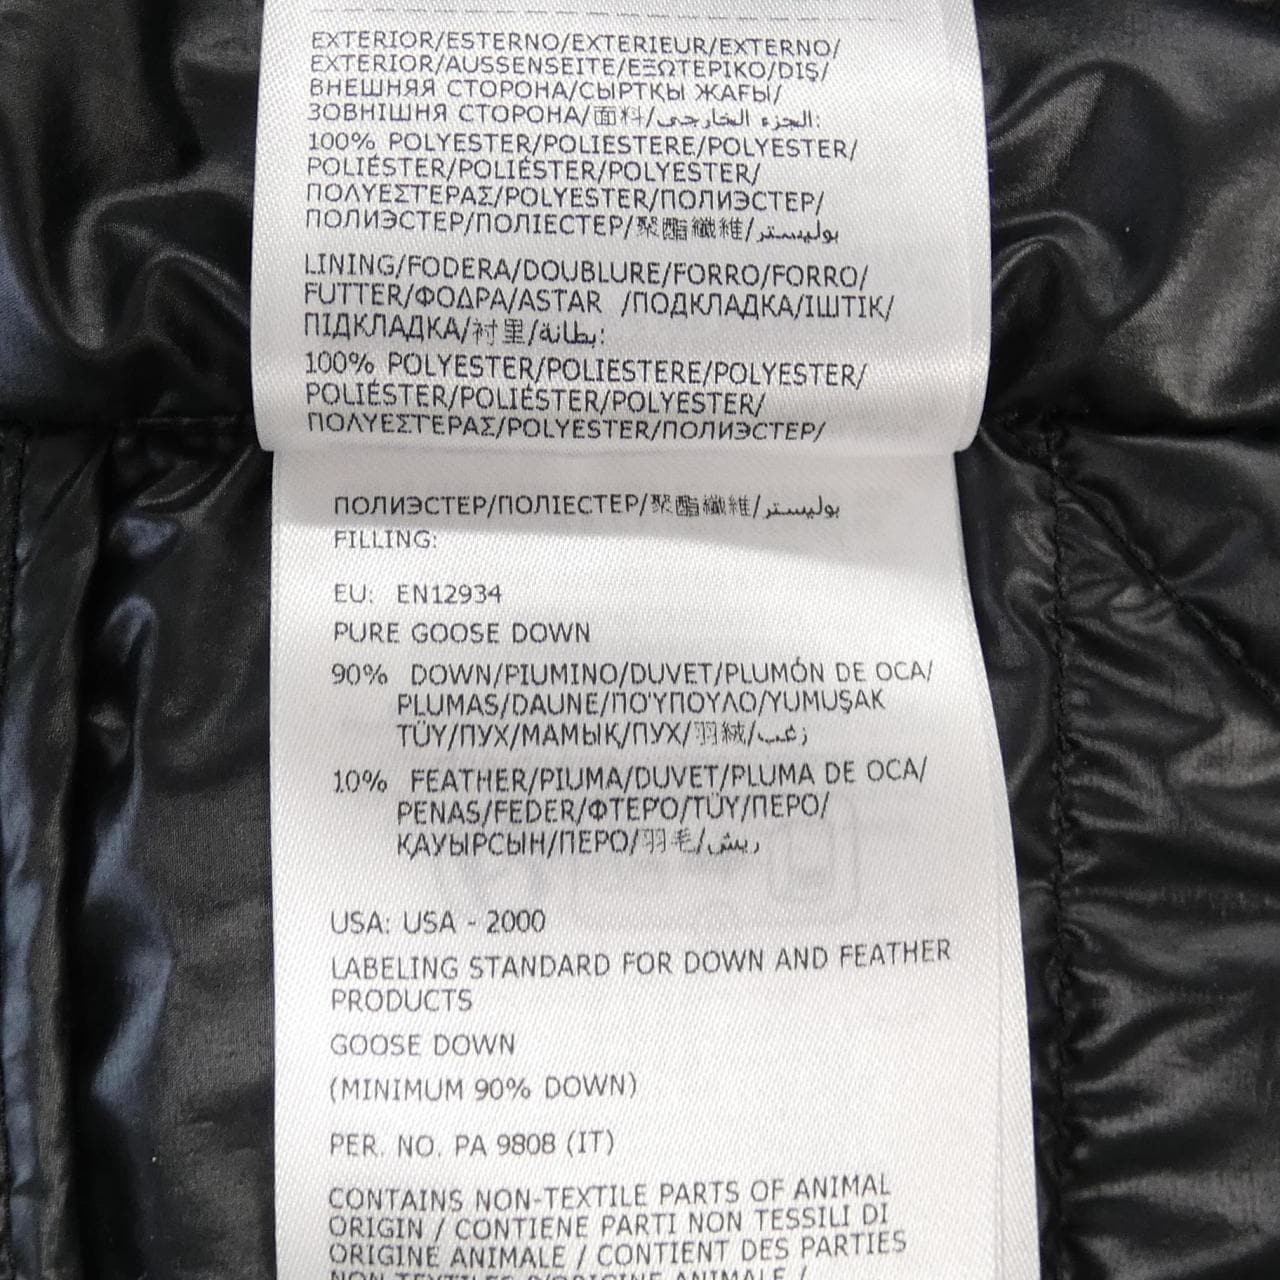 EXTERIOR/ESTERNO/EXTERIEUR/EXTERNO/
EXTERIOR/AUSSENSEITE/ΕΞΩΤΕΡΙΚΟ/DIŞ/
ВНЕШНЯЯ СТОРОНА/СЫРТҚЫ ЖАҒЫ/
ЗОВНІШНЯ СТОРОНА/面料/الجزء الخارجي:
100% POLYESTER/POLIESTERE/POLYESTER/
POLIÉSTER/POLIÉSTER/POLYESTER/
ΠΟΛΥΕΣΤΕΡΑΣ/POLYESTER/ПОЛИЭСТЕР/
ПОЛИЭСТЕР/ПОЛІЕСТЕР/聚酯纖維/بوليستر
LINING/FODERA/DOUBLURE/FORRO/FORRO/
FUTTER/ΦΟΔΡΑ/ASTAR /ПОДКЛАДКА/ІШТІК/
ПІДКЛАДКА/衬里/بطانة:
100% POLYESTER/POLIESTERE/POLYESTER/
POLIÉSTER/POLIÉSTER/POLYESTER/
ΠΟΛΥΕΣΤΕΡΑΣ/POLYESTER/ПОЛИЭСТЕР/
ПОЛИЭСТЕР/ПОЛІЕСТЕР/聚酯纖維/بوليستر
FILLING:
EU: EN12934
PURE GOOSE DOWN
90% DOWN/PIUMINO/DUVET/PLUMÓN DE OCA/
PLUMAS/DAUNE/ΠΟΎΠΟΥΛΟ/YUMUŞAK
TÜY/ПУХ/МАМЫҚ/ПУХ/羽絨/زغب
10% FEATHER/PIUMA/DUVET/PLUMA DE OCA/
PENAS/FEDER/ΦΤΕΡΌ/TÜY/ПЕРО/
ҚАУЫРСЫН/ПЕРО/羽毛/ريش
USA: USA - 2000
LABELING STANDARD FOR DOWN AND FEATHER
PRODUCTS
GOOSE DOWN
(MINIMUM 90% DOWN)
PER. NO. PA 9808 (IT)
CONTAINS NON-TEXTILE PARTS OF ANIMAL
ORIGIN / CONTIENE PARTI NON TESSILI DI
ORIGINE ANIMALE / CONTIENT DES PARTIES
NON TEXTILES D'ORIGINE ANIMALE /